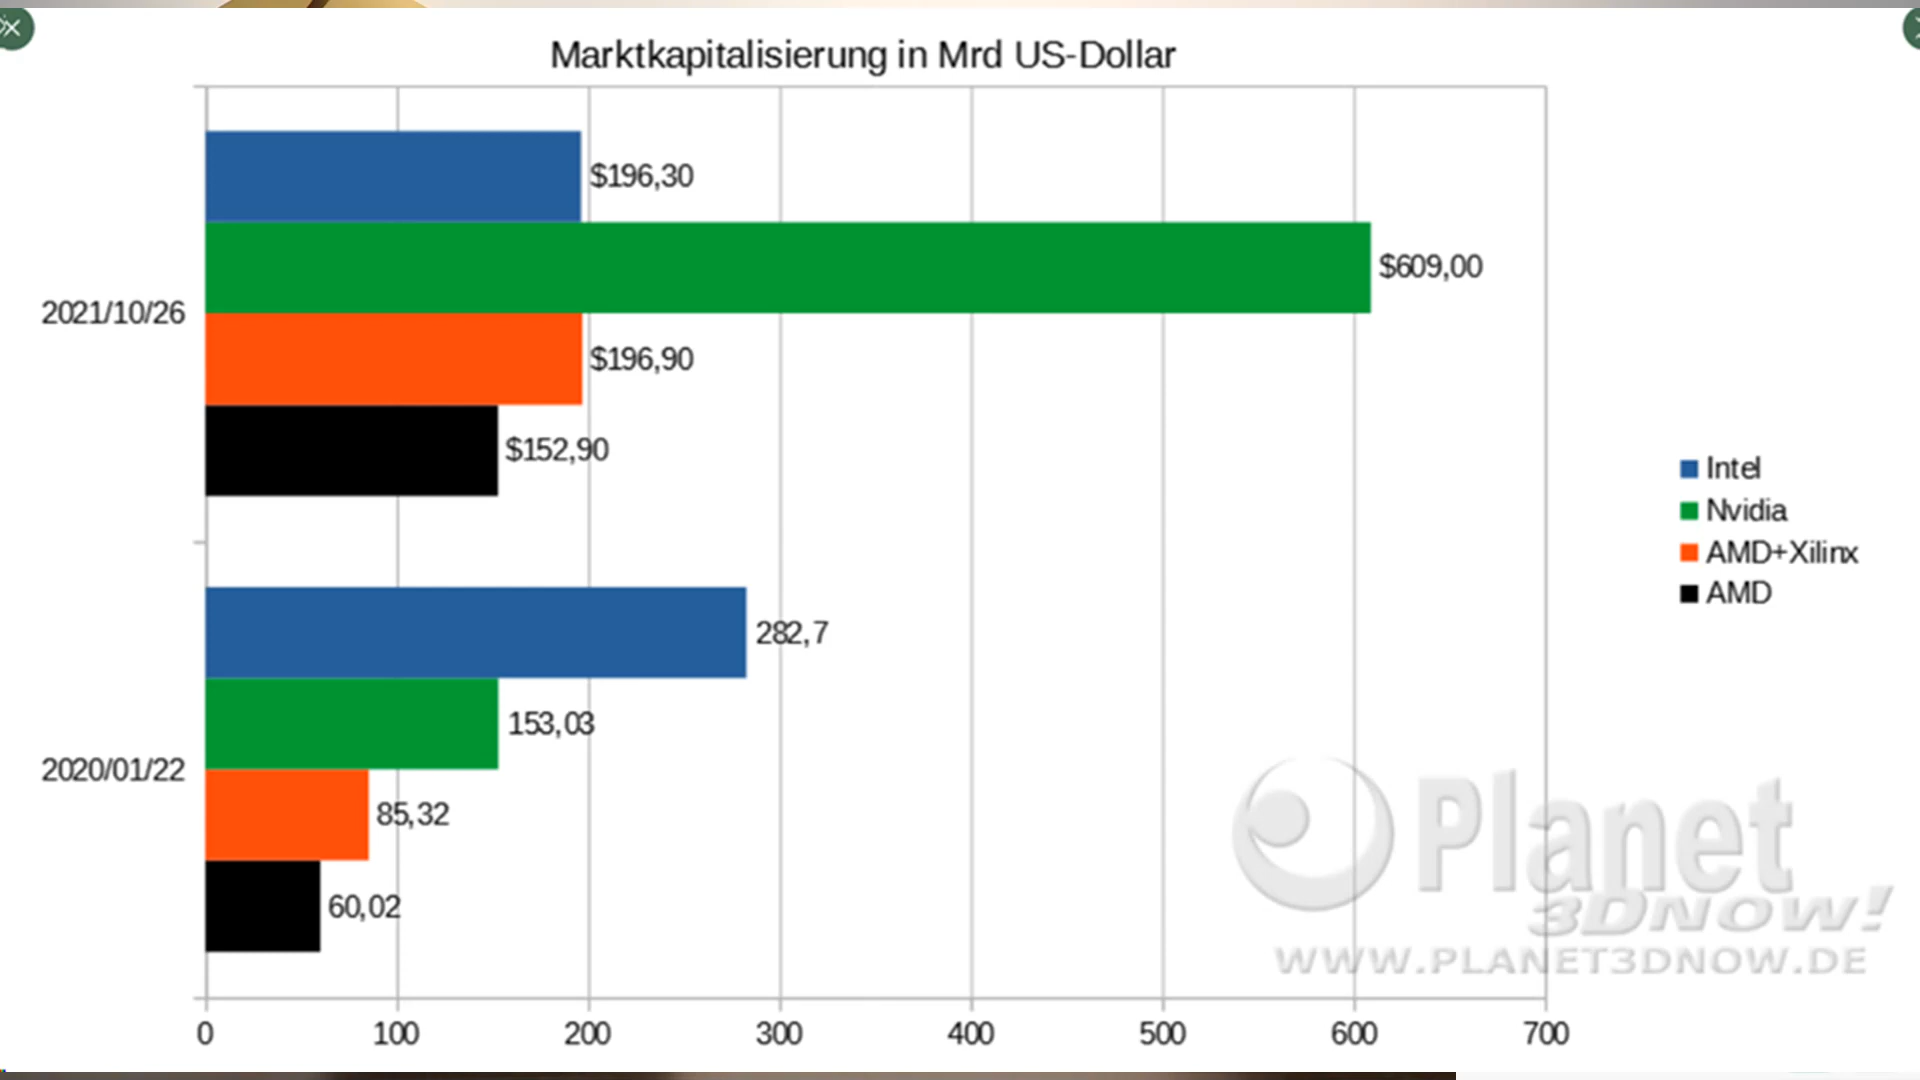 Marktkapitalisierung in Mrd US-Dollar
$196,30
$609,00
2021/10/26
$196,90
$152,90
Intel
Nvidia
AMD+Xilinx
AMD
282,7
153,03
2020/01/22
85,32
60,02
Planet
3DNOW!
WWW.PLANET3DNOW.DE
0 100 200 300 400 500 600 700